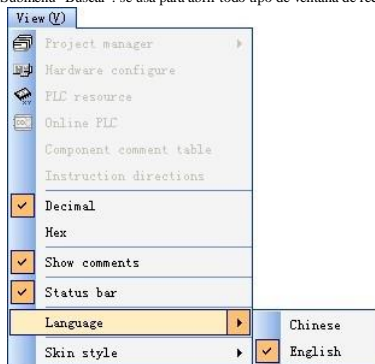 Submenú "Buscar": se usa para abrir todo tipo de ventana de
View (V)
Project manager
Hardware configure
PLC resource
Online PLC
Component comment table
Instruction directions
Decimal
Hex
Show comments
Status bar
Language
Chinese
Skin style
English